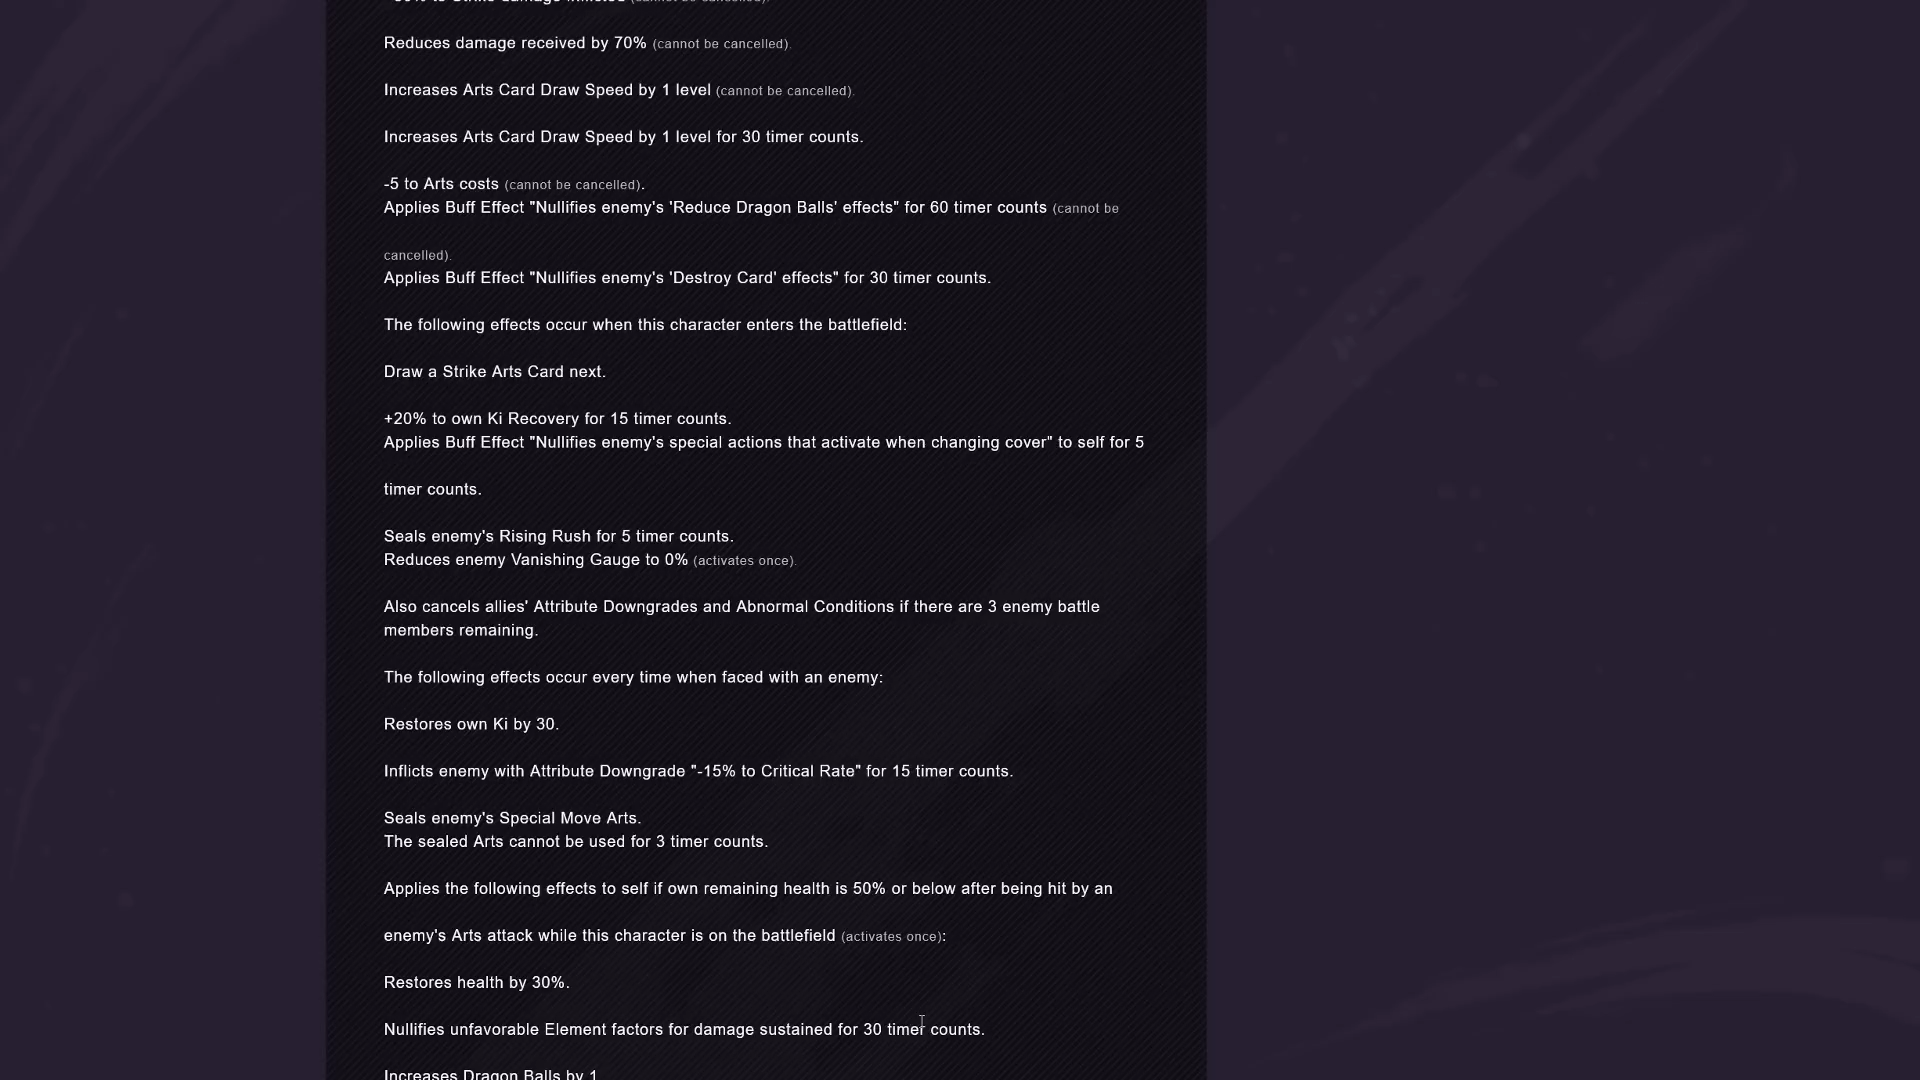 to Strike damage inflicted (cannot be cancelled).
Reduces damage received by 70% (cannot be cancelled).
Increases Arts Card Draw Speed by 1 level (cannot be cancelled).
Increases Arts Card Draw Speed by 1 level for 30 timer counts.
-5 to Arts costs (cannot be cancelled).
Applies Buff Effect "Nullifies enemy's 'Reduce Dragon Balls' effects" for 60 timer counts (cannot be
cancelled).
Applies Buff Effect "Nullifies enemy's 'Destroy Card' effects" for 30 timer counts.
The following effects occur when this character enters the battlefield:
Draw a Strike Arts Card next.
+20% to own Ki Recovery for 15 timer counts.
Applies Buff Effect "Nullifies enemy's special actions that activate when changing cover" to self for 5
timer counts.
Seals enemy's Rising Rush for 5 timer counts.
Reduces enemy Vanishing Gauge to 0% (activates once).
Also cancels allies' Attribute Downgrades and Abnormal Conditions if there are 3 enemy battle
members remaining.
The following effects occur every time when faced with an enemy:
Restores own Ki by 30.
Inflicts enemy with Attribute Downgrade "-15% to Critical Rate" for 15 timer counts.
Seals enemy's Special Move Arts.
The sealed Arts cannot be used for 3 timer counts.
Applies the following effects to self if own remaining health is 50% or below after being hit by an
enemy's Arts attack while this character is on the battlefield (activates once):
Restores health by 30%.
Nullifies unfavorable Element factors for damage sustained for 30 timer counts.
Increases Dragon Balls by 1